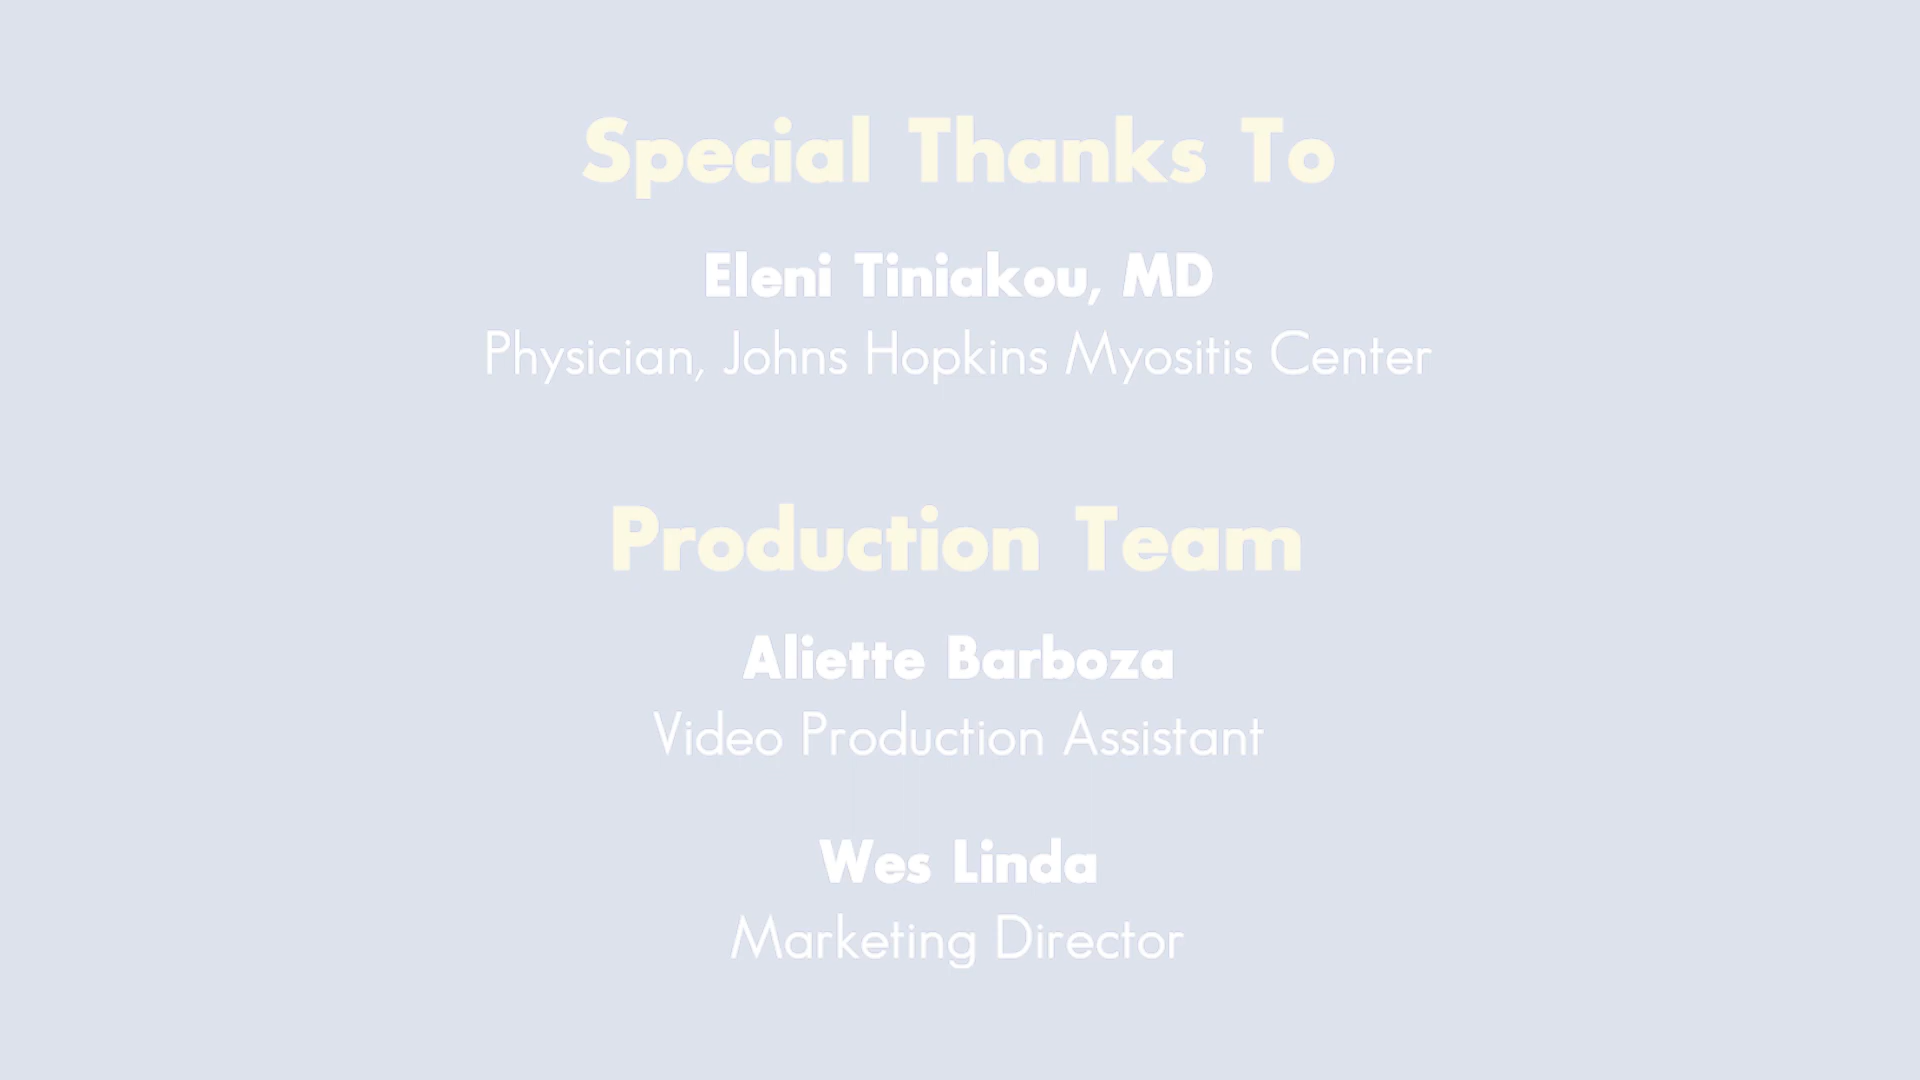 Special Thanks To
Eleni Tiniakou, MD
Physician, Johns Hopkins Myositis Center
Production Team
Aliette Barboza
Video Production Assistant
Wes Linda
Marketing Director